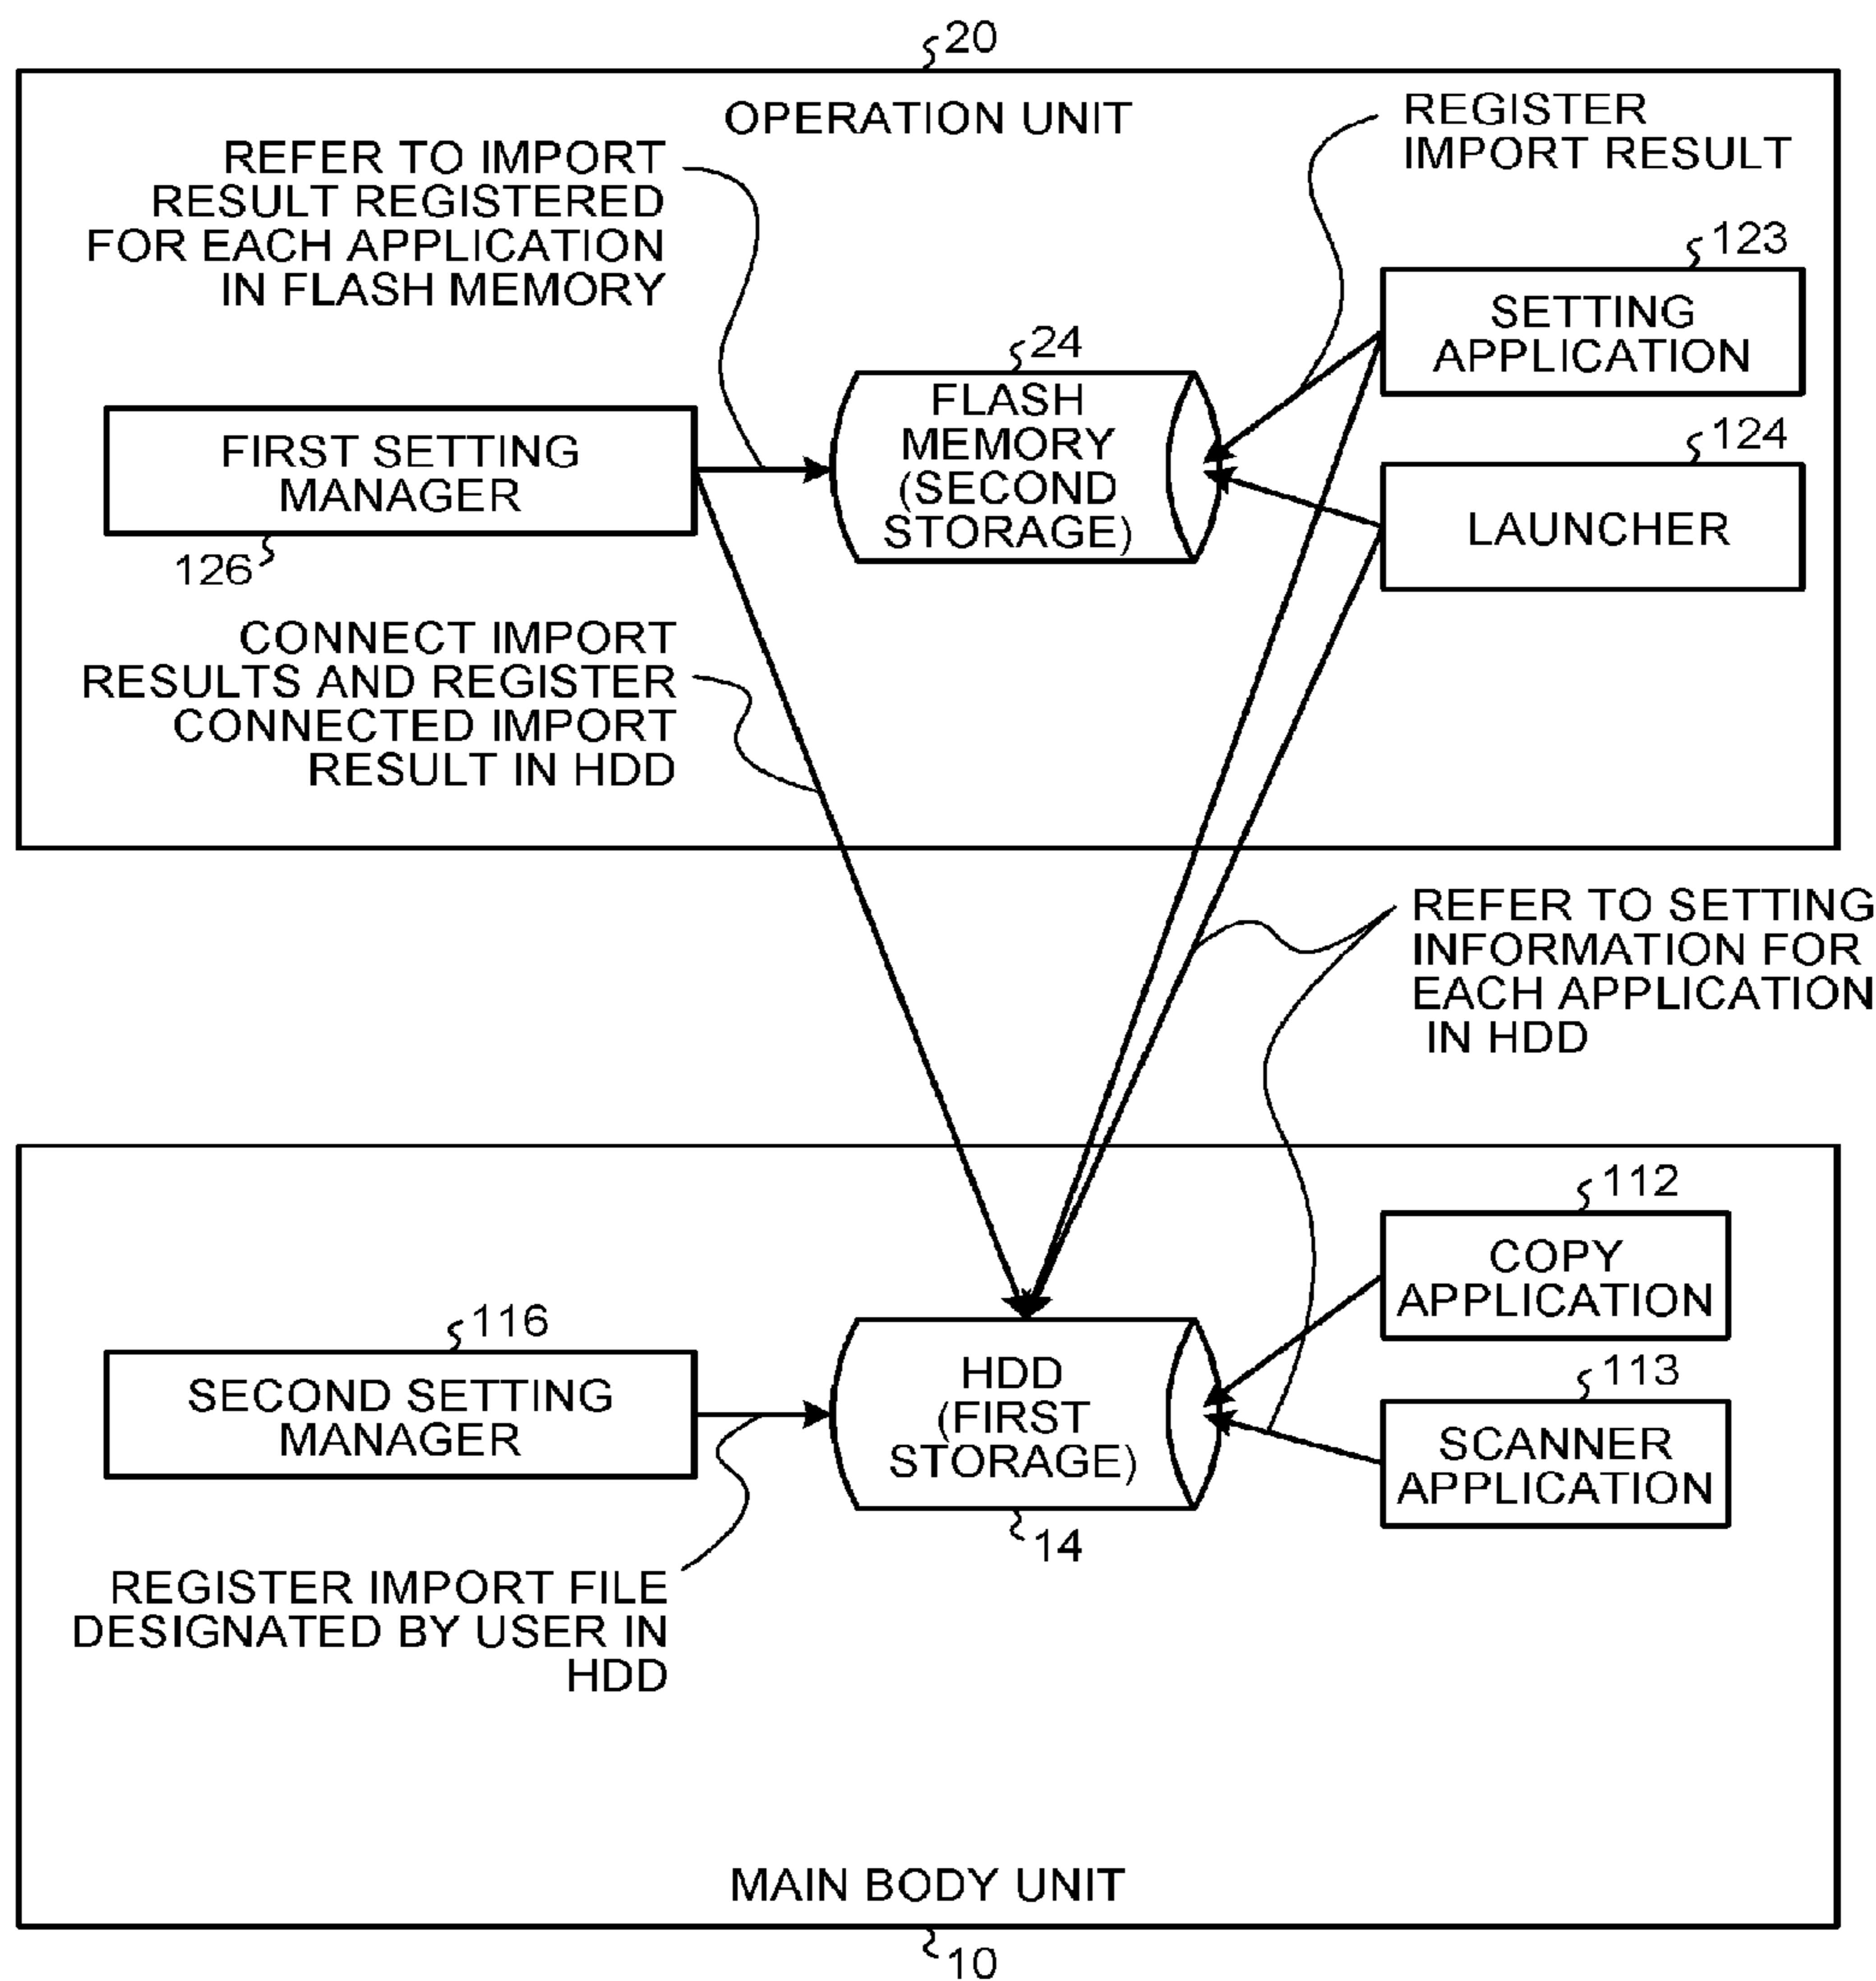 20
OPERATION UNIT
REFER TO IMPORT
RESULT REGISTERED
FOR EACH APPLICATION
IN FLASH MEMORY
REGISTER
IMPORT RESULT
123
SETTING
APPLICATION
24
FLASH
MEMORY
(SECOND
STORAGE)
124
LAUNCHER
FIRST SETTING
MANAGER
126
CONNECT IMPORT
RESULTS AND REGISTER
CONNECTED IMPORT
RESULT IN HDD
REFER TO SETTING
INFORMATION FOR
EACH APPLICATION
IN HDD
112
COPY
APPLICATION
116
SECOND SETTING
MANAGER
HDD
(FIRST
STORAGE)
14
113
SCANNER
APPLICATION
REGISTER IMPORT FILE
DESIGNATED BY USER IN
HDD
MAIN BODY UNIT
10